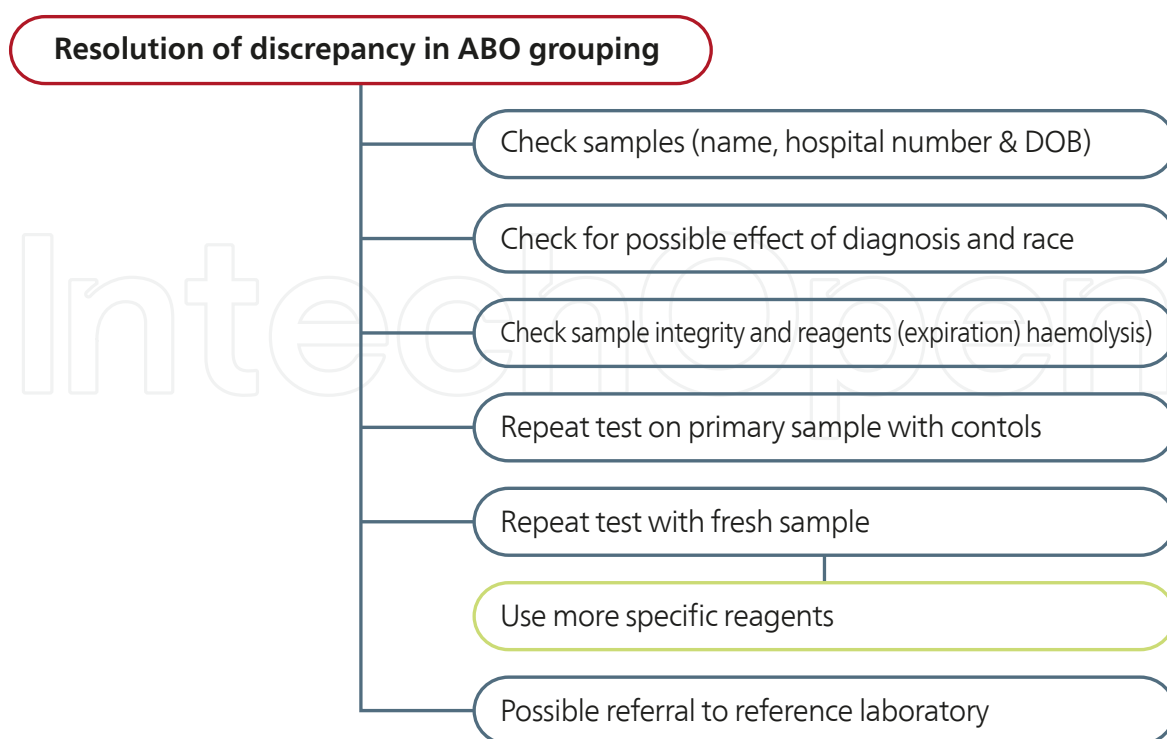 Resolution of discrepancy in ABO grouping
Check samples (name, hospital number & DOB)
Check for possible effect of diagnosis and race
Check sample integrity and reagents (expiration) haemolysis)
Repeat test on primary sample with contols
Repeat test with fresh sample
Use more specific reagents
Possible referral to reference laboratory
IntechOpen